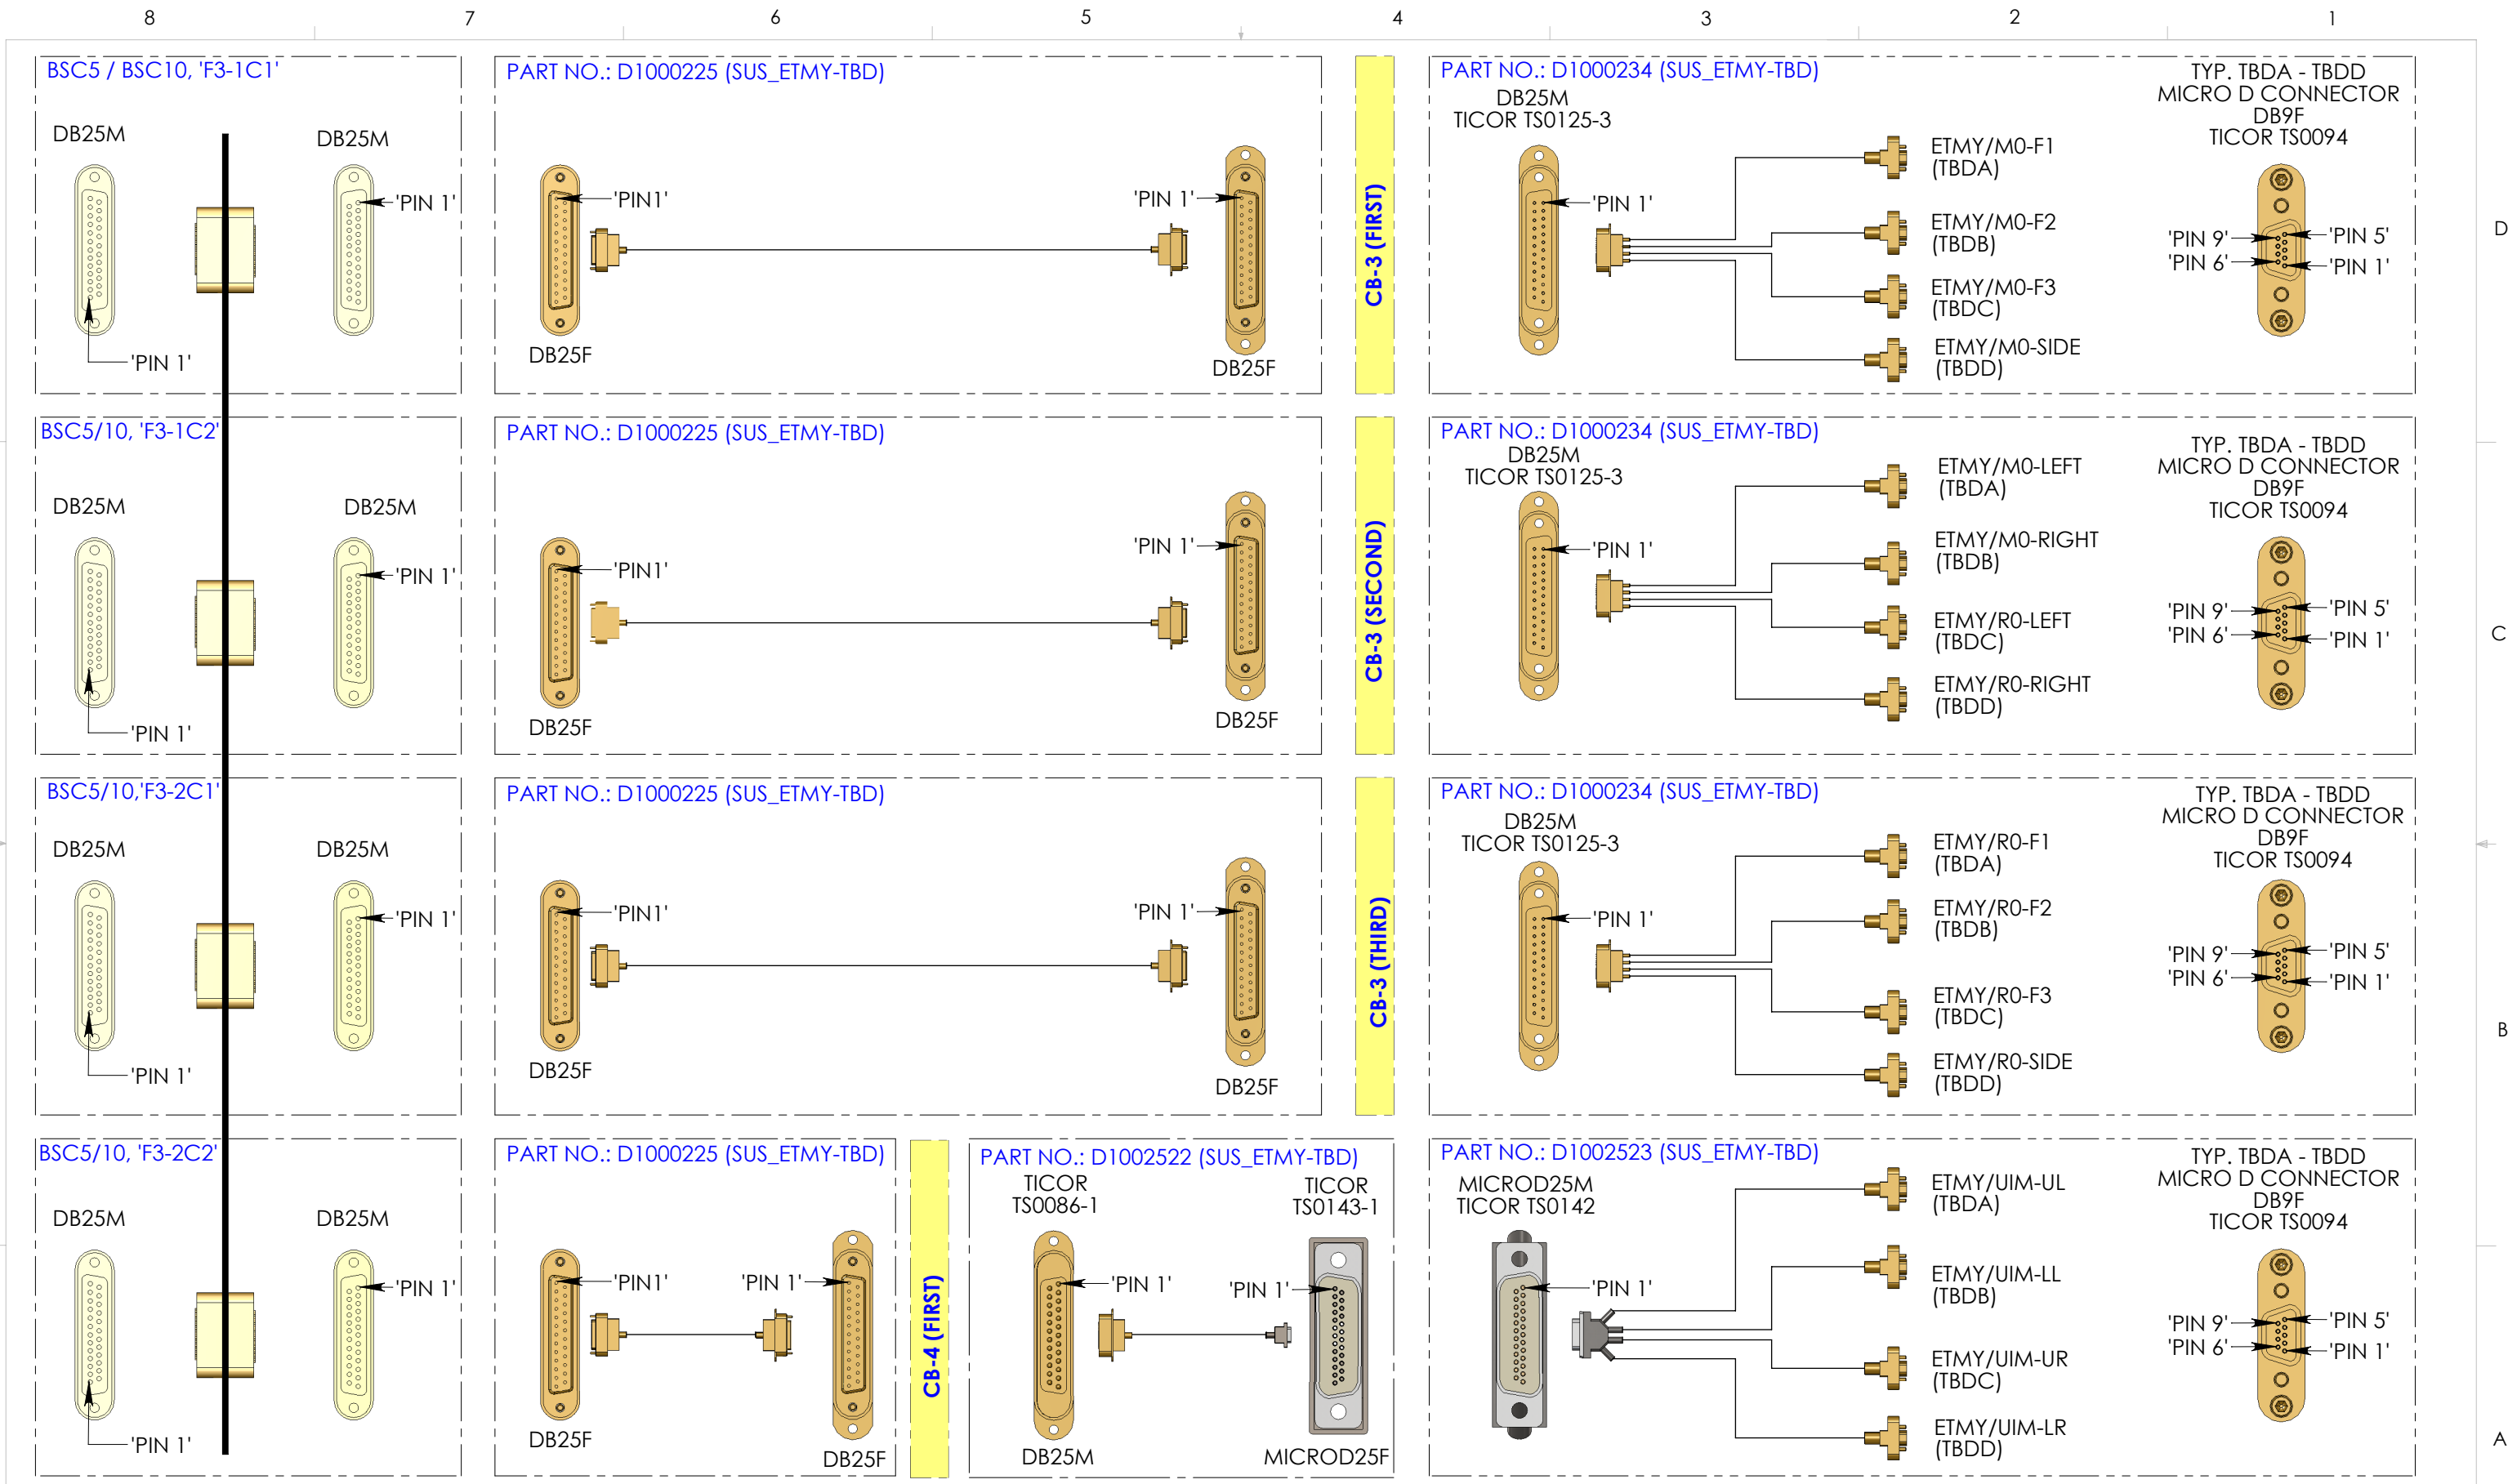 8 7 6 5 4 3 2 1
BSC5 / BSC10, 'F3-1C1'
DB25M
DB25M
'PIN 1'
'PIN 1'
PART NO.: D1000225 (SUS_ETMY-TBD)
'PIN1'
'PIN 1'
DB25F
DB25F
CB-3 (FIRST)
PART NO.: D1000234 (SUS_ETMY-TBD)
DB25M
TICOR TS0125-3
'PIN 1'
ETMY/M0-F1
(TBDA)
ETMY/M0-F2
(TBDB)
ETMY/M0-F3
(TBDC)
ETMY/M0-SIDE
(TBDD)
TYP. TBDA - TBDD
MICRO D CONNECTOR
DB9F
TICOR TS0094
'PIN 9'
'PIN 5'
'PIN 6'
'PIN 1'
D
BSC5/10, 'F3-1C2'
DB25M
DB25M
'PIN 1'
'PIN 1'
PART NO.: D1000225 (SUS_ETMY-TBD)
'PIN1'
'PIN 1'
DB25F
DB25F
CB-3 (SECOND)
PART NO.: D1000234 (SUS_ETMY-TBD)
DB25M
TICOR TS0125-3
'PIN 1'
ETMY/M0-LEFT
(TBDA)
ETMY/M0-RIGHT
(TBDB)
ETMY/R0-LEFT
(TBDC)
ETMY/R0-RIGHT
(TBDD)
TYP. TBDA - TBDD
MICRO D CONNECTOR
DB9F
TICOR TS0094
'PIN 9'
'PIN 5'
'PIN 6'
'PIN 1'
C
BSC5/10,'F3-2C1'
DB25M
DB25M
'PIN 1'
'PIN 1'
PART NO.: D1000225 (SUS_ETMY-TBD)
'PIN1'
'PIN 1'
DB25F
DB25F
CB-3 (THIRD)
PART NO.: D1000234 (SUS_ETMY-TBD)
DB25M
TICOR TS0125-3
'PIN 1'
ETMY/R0-F1
(TBDA)
ETMY/R0-F2
(TBDB)
ETMY/R0-F3
(TBDC)
ETMY/R0-SIDE
(TBDD)
TYP. TBDA - TBDD
MICRO D CONNECTOR
DB9F
TICOR TS0094
'PIN 9'
'PIN 5'
'PIN 6'
'PIN 1'
B
BSC5/10, 'F3-2C2'
DB25M
DB25M
'PIN 1'
'PIN 1'
PART NO.: D1000225 (SUS_ETMY-TBD)
'PIN1'
'PIN 1'
DB25F
DB25F
CB-4 (FIRST)
PART NO.: D1002522 (SUS_ETMY-TBD)
TICOR
TS0086-1
TICOR
TS0143-1
'PIN 1'
'PIN 1'
DB25M
MICROD25F
PART NO.: D1002523 (SUS_ETMY-TBD)
MICROD25M
TICOR TS0142
'PIN 1'
ETMY/UIM-UL
(TBDA)
ETMY/UIM-LL
(TBDB)
ETMY/UIM-UR
(TBDC)
ETMY/UIM-LR
(TBDD)
TYP. TBDA - TBDD
MICRO D CONNECTOR
DB9F
TICOR TS0094
'PIN 9'
'PIN 5'
'PIN 6'
'PIN 1'
A